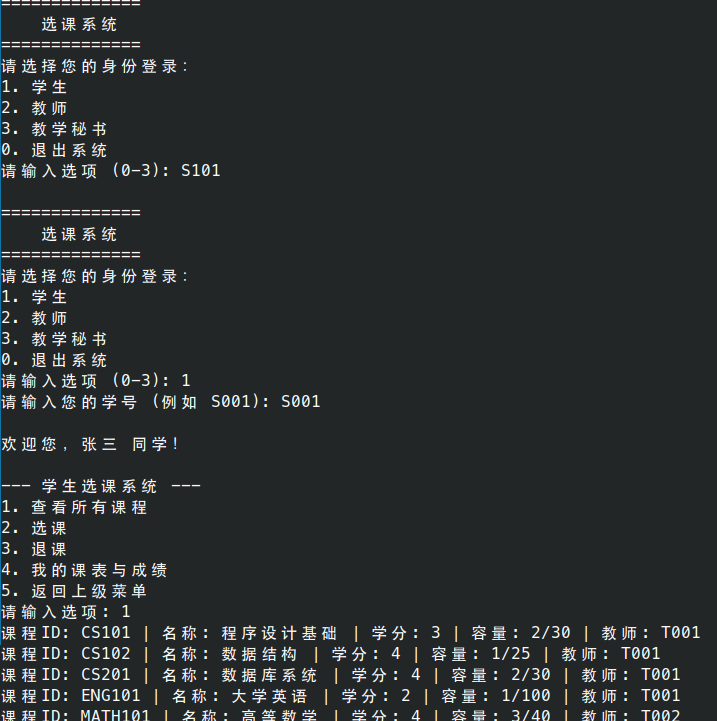 ==============
    选课系统
==============
请选择您的身份登录：
1. 学生
2. 教师
3. 教学秘书
0. 退出系统
请输入选项 (0-3): S101

==============
    选课系统
==============
请选择您的身份登录：
1. 学生
2. 教师
3. 教学秘书
0. 退出系统
请输入选项 (0-3): 1
请输入您的学号 (例如 S001): S001

欢迎您，张三 同学！

--- 学生选课系统 ---
1. 查看所有课程
2. 选课
3. 退课
4. 我的课表与成绩
5. 返回上级菜单
请输入选项: 1
课程ID: CS101 | 名称: 程序设计基础 | 学分: 3 | 容量: 2/30 | 教师: T001
课程ID: CS102 | 名称: 数据结构 | 学分: 4 | 容量: 1/25 | 教师: T001
课程ID: CS201 | 名称: 数据库系统 | 学分: 4 | 容量: 2/30 | 教师: T001
课程ID: ENG101 | 名称: 大学英语 | 学分: 2 | 容量: 1/100 | 教师: T001
课程ID: MATH101 | 名称: 高等数学 | 学分: 4 | 容量: 3/40 | 教师: T002